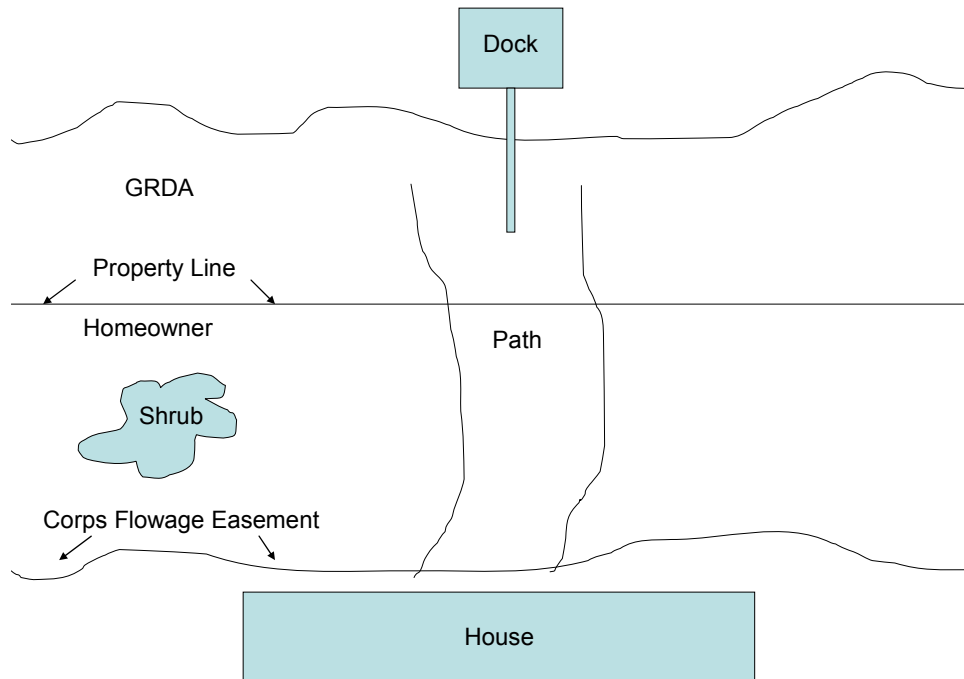 Dock
GRDA
Property Line
Homeowner
Path
Shrub
Corps Flowage Easement
House